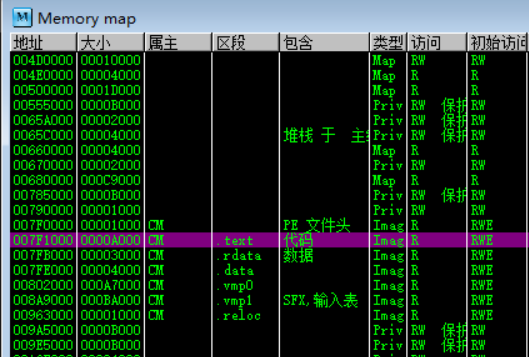 Memory map
地址 大小 属主 区段 包含 类型 访问 初始访问
004D0000 00010000 Map RW RW
004E0000 00004000 Map R R
00500000 0001D000 Map R R
00555000 0000B000 Priv RW 保护 RW
0065A000 00002000 Priv RW 保护 RW
0065C000 00004000 堆栈 于 主 Priv RW 保护 RW
00660000 00004000 Map R R
00670000 00002000 Priv RW RW
00680000 000C9000 Map R R
00785000 0000B000 Priv RW 保护 RW
00790000 00001000 Priv RW RW
007F0000 00001000 CM PE 文件头 Imag R RWE
007F1000 0000A000 CM .text 代码 Imag R RWE
007FB000 00003000 CM .rdata 数据 Imag R RWE
007FE000 00004000 CM .data Imag R RWE
00802000 000A7000 CM .vmp0 Imag R RWE
008A9000 000BA000 CM .vmp1 SFX,输入表 Imag R RWE
00963000 00001000 CM .reloc Imag R RWE
009A5000 0000B000 Priv RW 保护 RW
009E5000 0000B000 Priv RW 保护 RW